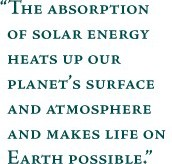 “The absorption
of solar energy
heats up our
planet’s surface
and atmosphere
and makes life on
Earth possible.”